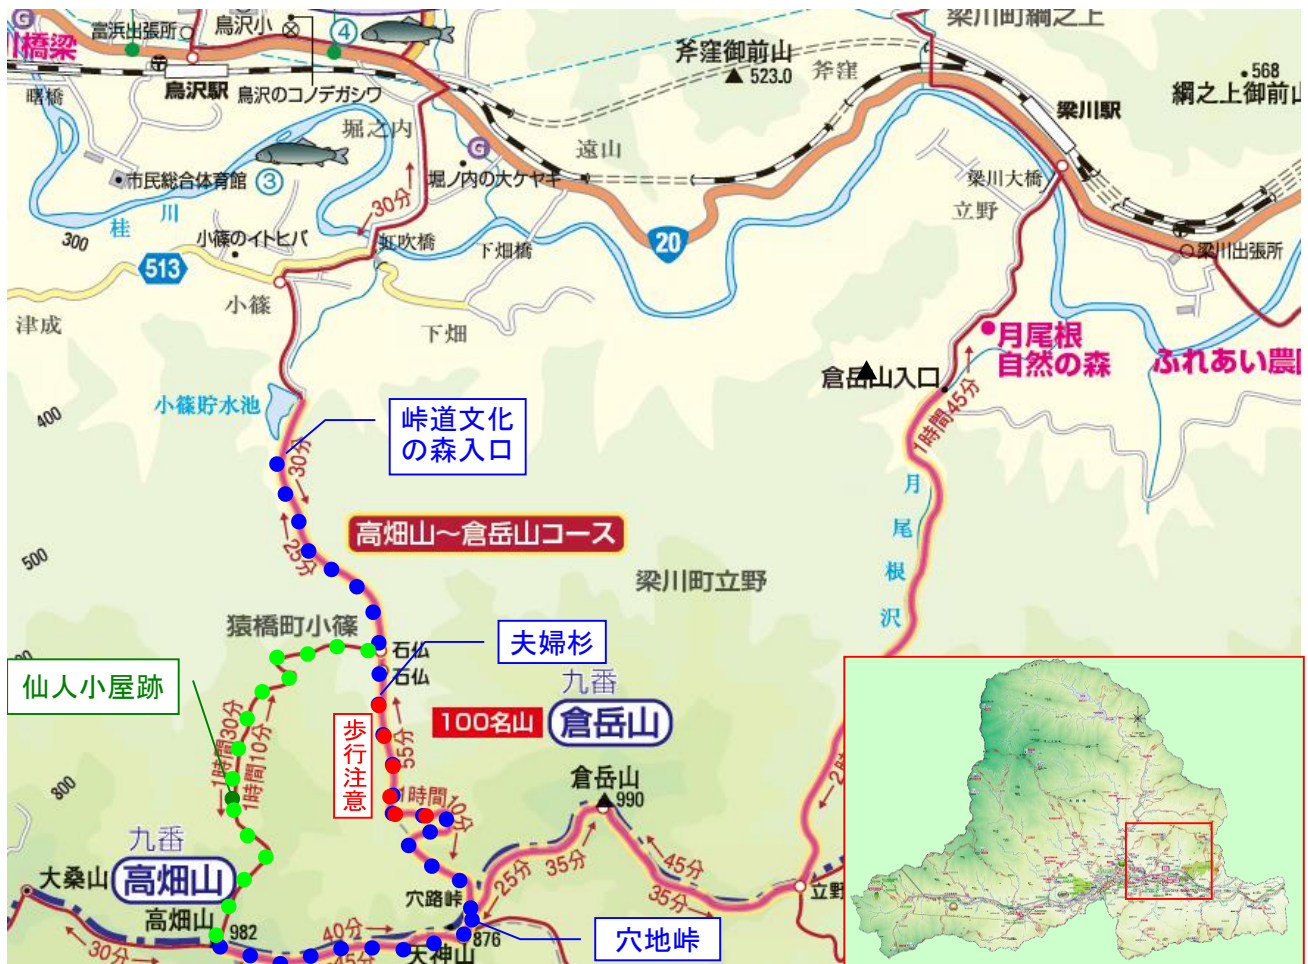 G
富浜出張所
鳥沢小
④
川橋梁
鳥沢駅
鳥沢のコノデガシワ
曙橋
堀之内
市民総合体育館
③
桂川
300
小篠のイトヒバ
513
30分
虹吹橋
G
堀ノ内の大ケヤキ
下畑橋
遠山
斧窪御前山
523.0
斧窪
20
梁川町綱之上
568
綱之上御前山
梁川駅
梁川大橋
立野
梁川出張所
津成
小篠
下畑
月尾根
自然の森
ふれあい農
倉岳山入口
1時間45分
小篠貯水池
400
峠道文化
の森入口
30分
25分
高畑山～倉岳山コース
500
梁川町立野
月尾根沢
猿橋町小篠
石仏
石仏
夫婦杉
仙人小屋跡
1時間30分
1時間10分
歩行注意
55分
100名山
九番
倉岳山
倉岳山
990
800
1時間10分
九番
高畑山
大桑山
高畑山
982
30分
40分
45分
天神山
穴路峠
876
25分
35分
45分
35分
立野
穴地峠